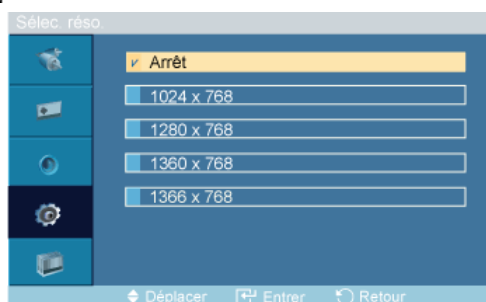 Sélec. réso.
Arrêt
1024 x 768
1280 x 768
1360 x 768
1366 x 768
Déplacer Entrer Retour